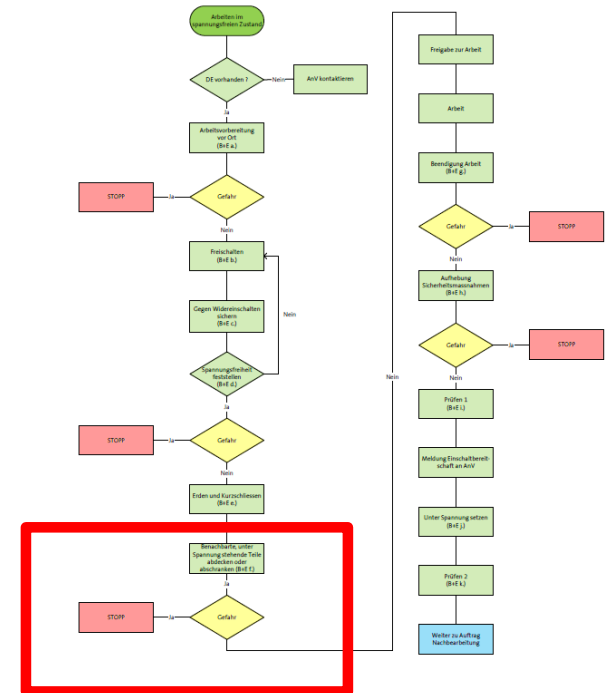 Arbeiten im
spannungsfreien Zustand
DE vorhanden ?
Nein
AnV kontaktieren
Ja
Arbeitsvorbereitung
vor Ort
(B+E a.)
STOPP
Ja
Gefahr
Nein
Freischalten
(B+E b.)
Gegen Widereinschalten
sichern
(B+E c.)
Nein
Spannungsfreiheit
feststellen
(B+E d.)
Ja
STOPP
Ja
Gefahr
Nein
Erden und Kurzschliessen
(B+E e.)
Benachbarte, unter
Spannung stehende Teile
abdecken oder
abschranken (B+E f.)
Ja
STOPP
Ja
Gefahr
Nein
Freigabe zur Arbeit
Arbeit
Beendigung Arbeit
(B+E g.)
Gefahr
Ja
STOPP
Nein
Aufhebung
Sicherheitsmassnahmen
(B+E h.)
Gefahr
Ja
STOPP
Nein
Prüfen 1
(B+E i.)
Meldung Einschaltbereit-
schaft an AnV
Unter Spannung setzen
(B+E j.)
Prüfen 2
(B+E k.)
Weiter zu Auftrag
Nachbearbeitung